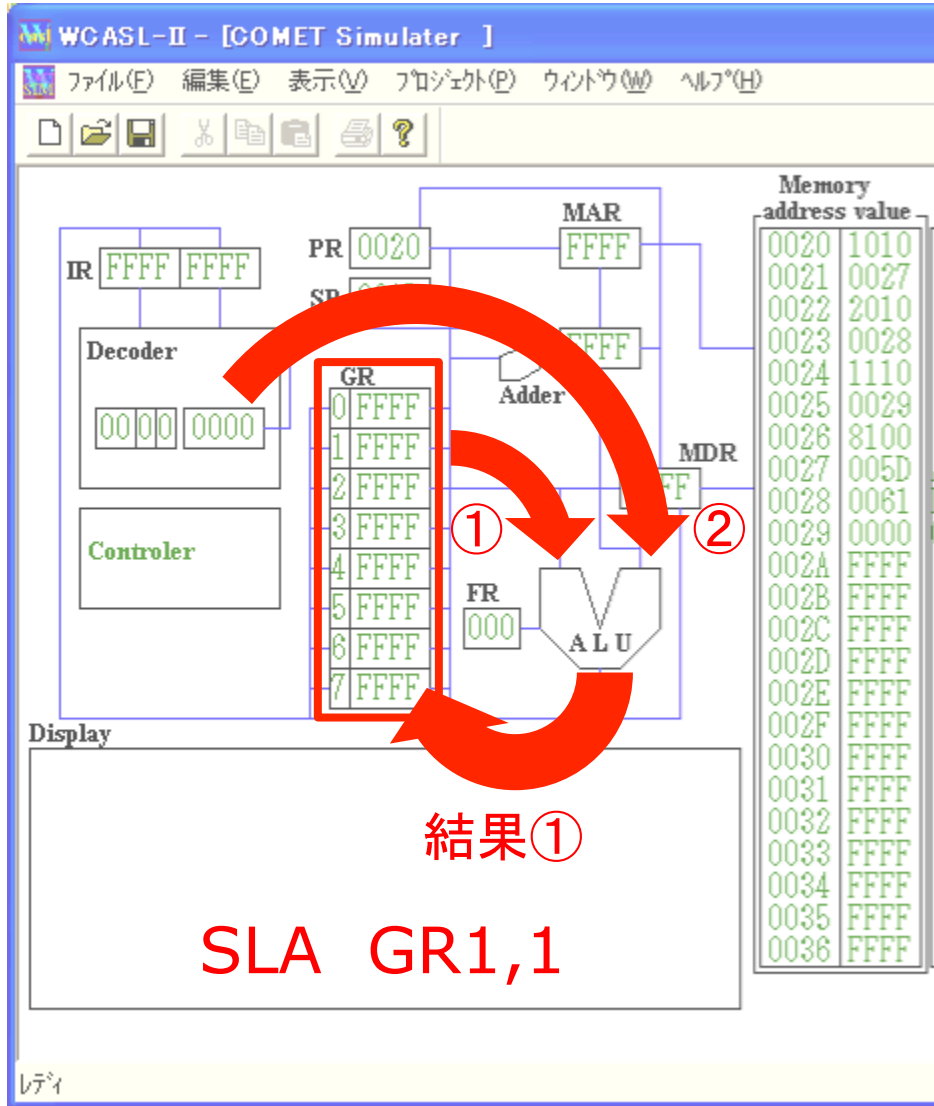 WCASL-II - [COMET Simulater ]
ファイル(F) 編集(E) 表示(V) プロジェクト(P) ウィンドウ(W) ヘルプ(H)
Memory
address value
MAR
FFFF
PR 0020
IR FFFF FFFF
SP
Decoder
0000 0000
FFFF
Adder
GR
0 FFFF
1 FFFF
2 FFFF
3 FFFF
4 FFFF
5 FFFF
6 FFFF
7 FFFF
MDR
FF
① ②
Controler
FR
000
ALU
0020 1010
0021 0027
0022 2010
0023 0028
0024 1110
0025 0029
0026 8100
0027 005D
0028 0061
0029 0000
002A FFFF
002B FFFF
002C FFFF
002D FFFF
002E FFFF
002F FFFF
0030 FFFF
0031 FFFF
0032 FFFF
0033 FFFF
0034 FFFF
0035 FFFF
0036 FFFF
Display
結果①
SLA GR1,1
レディ